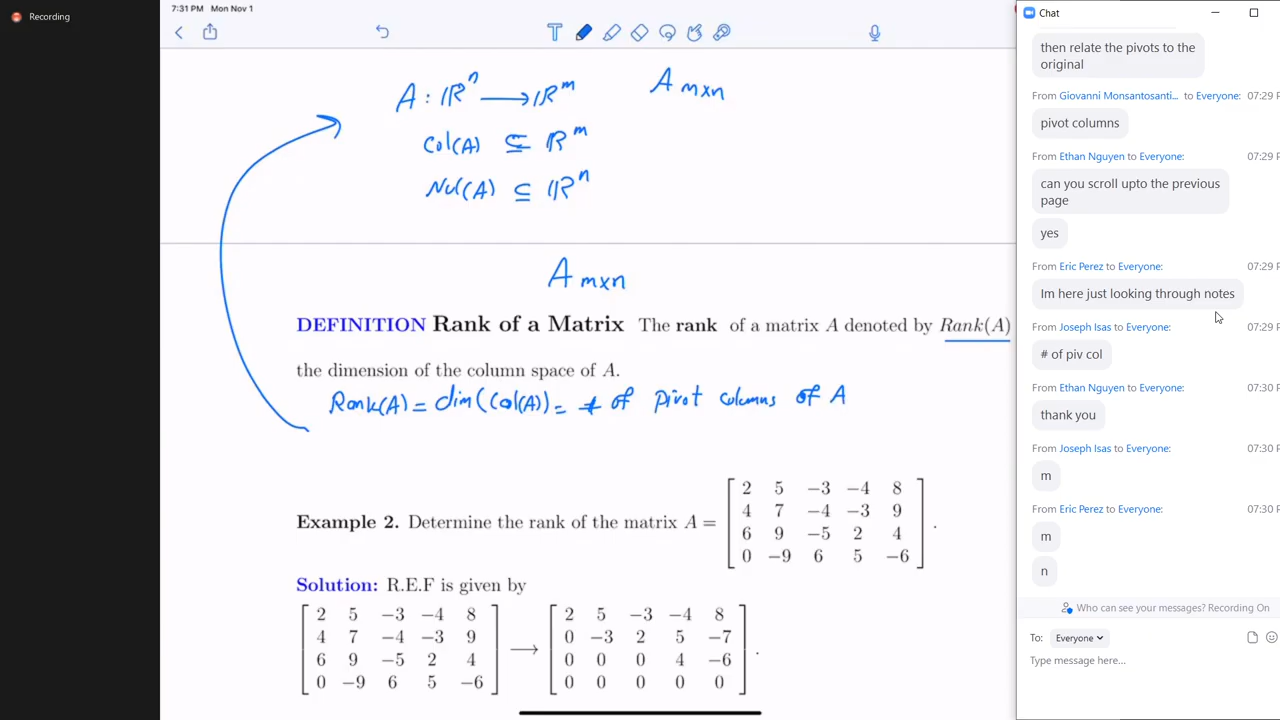 Recording
7:31 PM Mon Nov 1
A : ℝⁿ ⟶ ℝᵐ A m×n
Col(A) ⊆ ℝᵐ
Nul(A) ⊆ ℝⁿ
A m×n
DEFINITION Rank of a Matrix The rank of a matrix A denoted by Rank(A)
the dimension of the column space of A.
Rank(A) = dim(Col(A)) = # of pivot columns of A
Example 2. Determine the rank of the matrix A =
2 5 −3 −4 8
4 7 −4 −3 9
6 9 −5 2 4
0 −9 6 5 −6
.
Solution: R.E.F is given by
2 5 −3 −4 8
4 7 −4 −3 9
6 9 −5 2 4
0 −9 6 5 −6
⟶
2 5 −3 −4 8
0 −3 2 5 −7
0 0 0 4 −6
0 0 0 0 0
.
Chat
then relate the pivots to the
original
From Giovanni Monsantosanti... to Everyone: 07:29 P
pivot columns
From Ethan Nguyen to Everyone: 07:29 P
can you scroll upto the previous
page
yes
From Eric Perez to Everyone: 07:29 P
Im here just looking through notes
From Joseph Isas to Everyone: 07:29 P
# of piv col
From Ethan Nguyen to Everyone: 07:30 P
thank you
From Joseph Isas to Everyone: 07:30 P
m
From Eric Perez to Everyone: 07:30 P
m
n
Who can see your messages? Recording On
To: Everyone
Type message here...